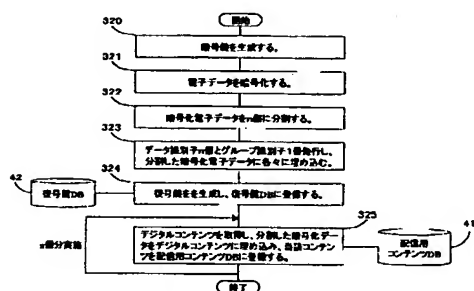 開始
320
暗号鍵を生成する。
321
電子データを暗号化する。
322
暗号化電子データをn個に分割する。
323
データ識別子n個とグループ識別子1個発行し、
分割した暗号化電子データに各々に埋め込む。
324
42
復号鍵DB
復号鍵をを生成し、復号鍵DBに登録する。
325
n個分実施
デジタルコンテンツを取得し、分割した暗号化デー
タをデジタルコンテンツに埋め込み、当該コンテン
ツを配信用コンテンツDBに登録する。
41
配信用
コンテンツDB
終了